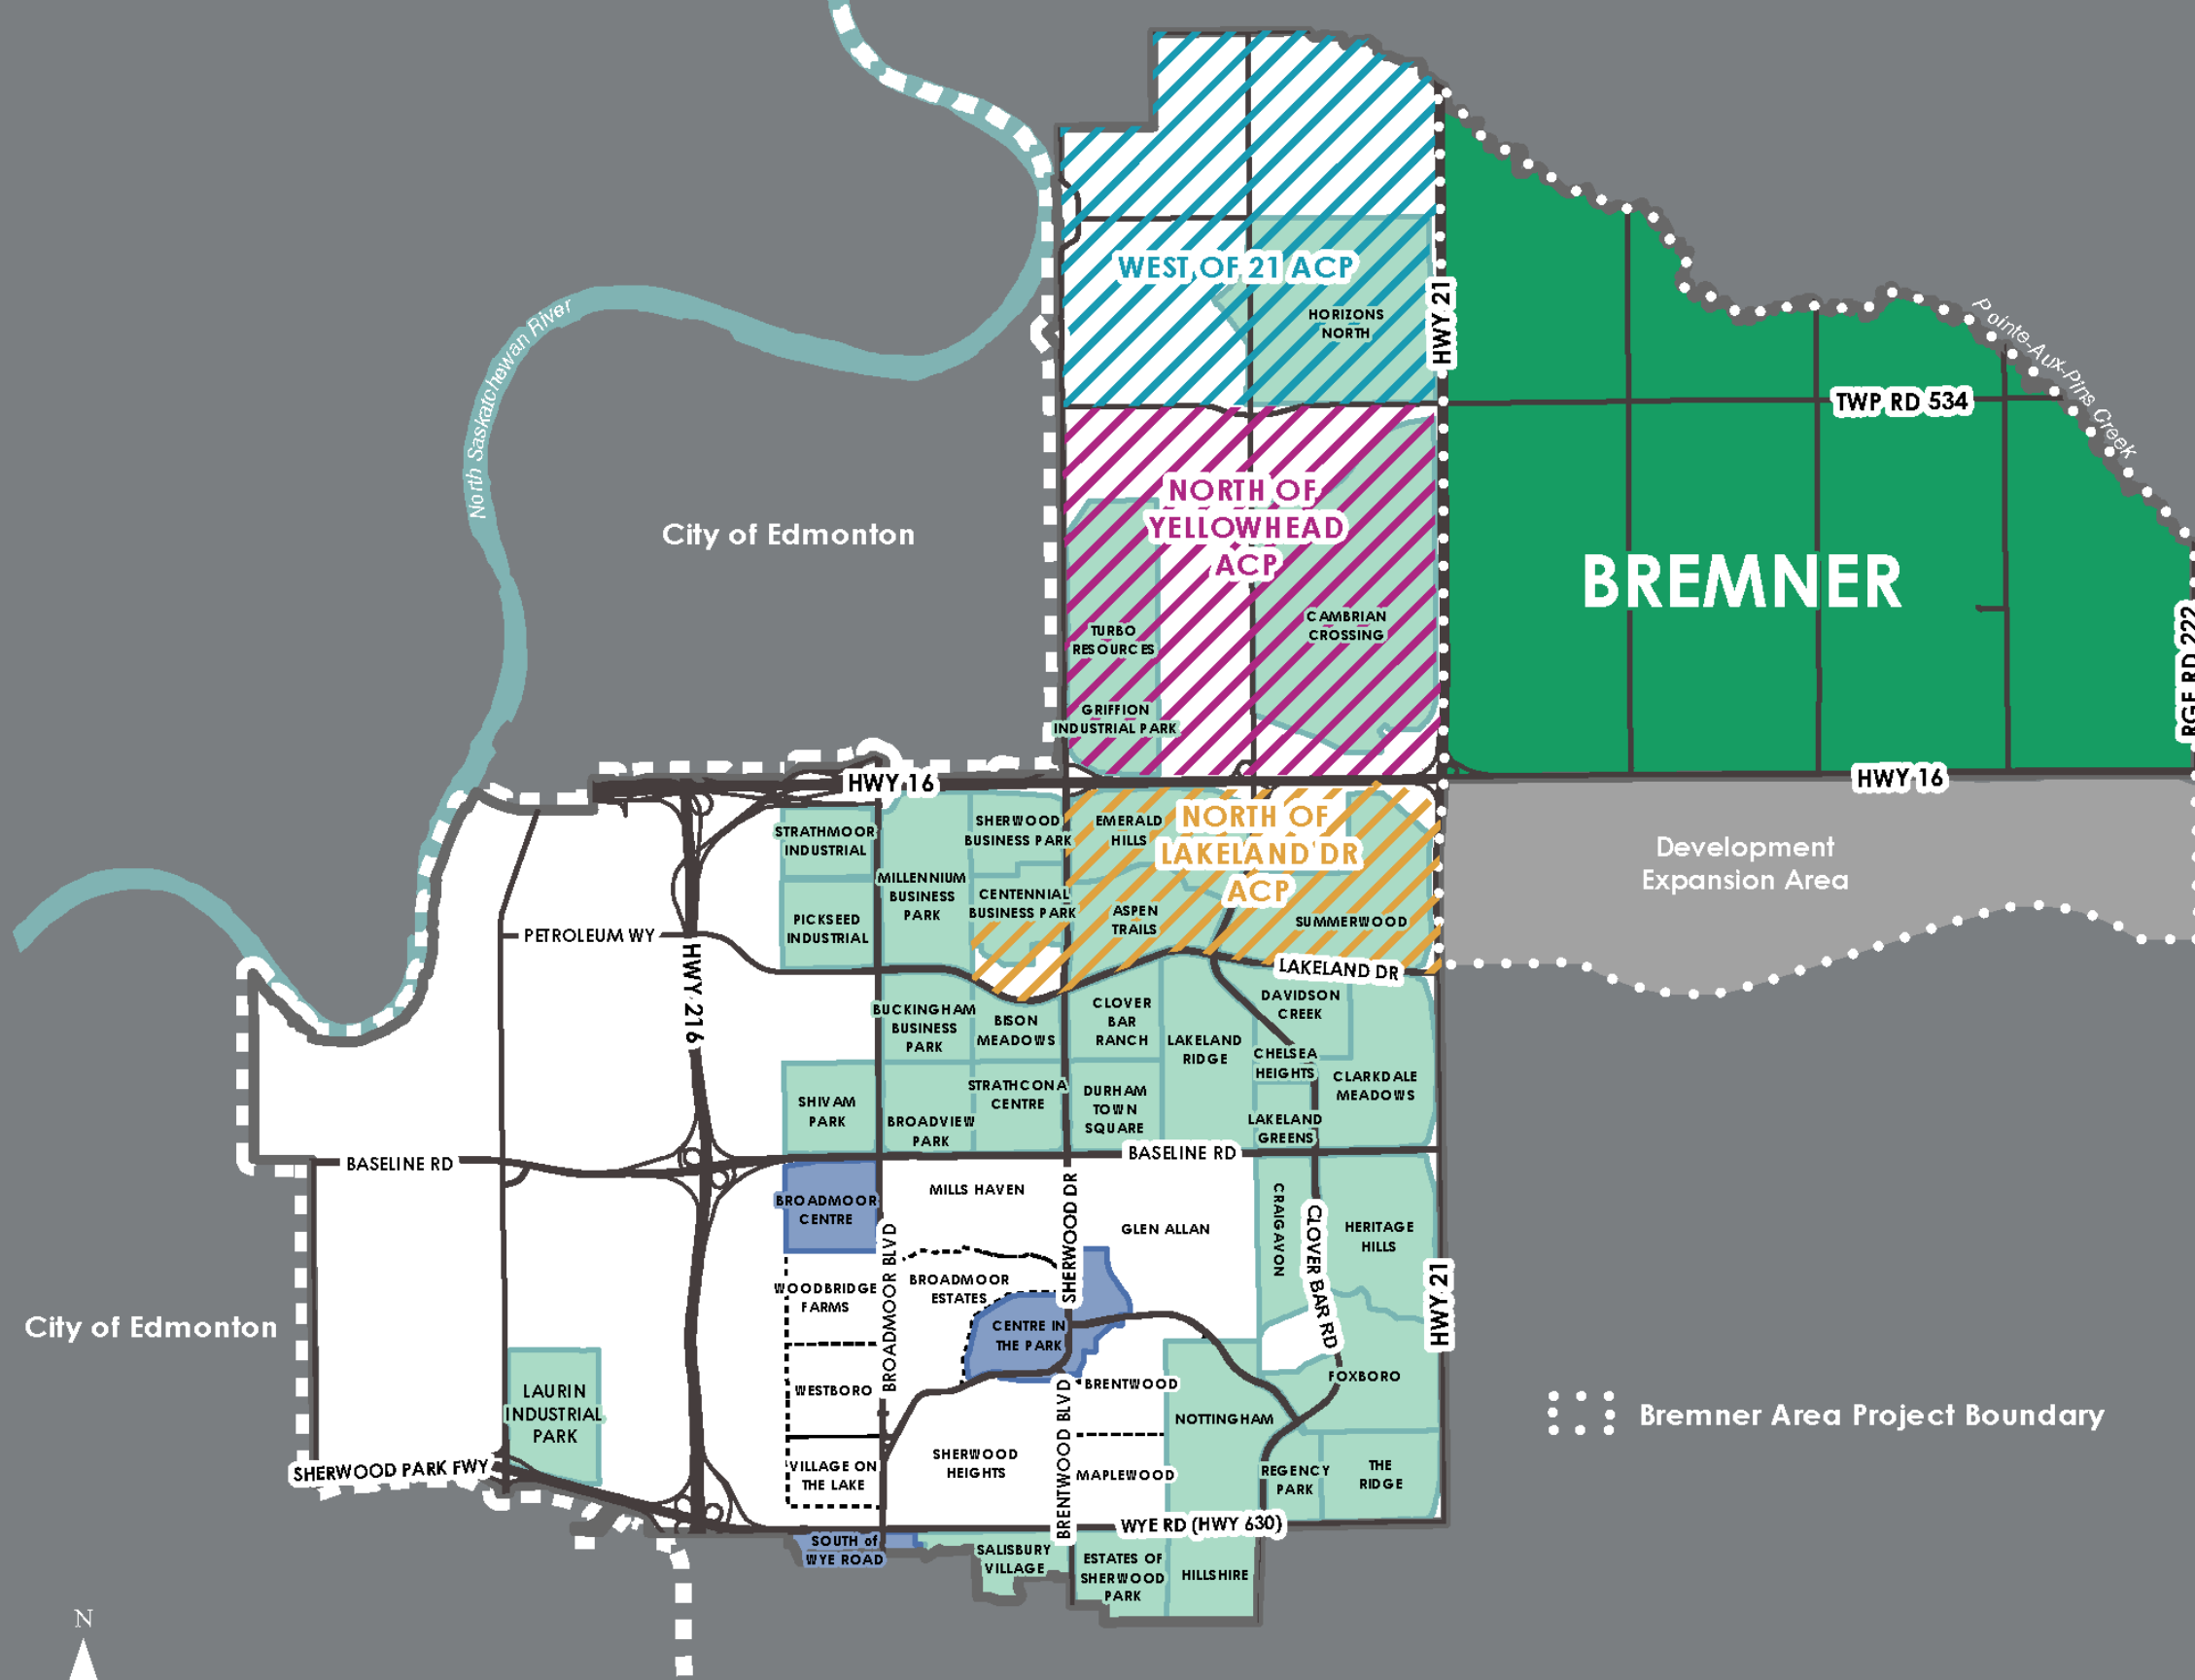 WEST OF 21 ACP
HORIZONS
NORTH
HWY 21
Pointe-Aux-Pins Creek
TWP RD 534
North Saskatchewan River
City of Edmonton
NORTH OF
YELLOWHEAD
ACP
BREMNER
TURBO
RESOURCES
CAMBRIAN
CROSSING
RGE RD 222
GRIFFION
INDUSTRIAL PARK
HWY 16
HWY 16
STRATHMOOR
INDUSTRIAL
SHERWOOD
BUSINESS PARK
EMERALD
HILLS
NORTH OF
LAKELAND DR
ACP
Development
Expansion Area
MILLENNIUM
BUSINESS
PARK
CENTENNIAL
BUSINESS PARK
PICKSEED
INDUSTRIAL
ASPEN
TRAILS
SUMMERWOOD
PETROLEUM WY
HWY 216
LAKELAND DR
BUCKINGHAM
BUSINESS
PARK
BISON
MEADOWS
CLOVER
BAR
RANCH
LAKELAND
RIDGE
DAVIDSON
CREEK
CHELSEA
HEIGHTS
CLARKDALE
MEADOWS
SHIVAM
PARK
BROADVIEW
PARK
STRATHCONA
CENTRE
DURHAM
TOWN
SQUARE
LAKELAND
GREENS
BASELINE RD
BASELINE RD
BROADMOOR
CENTRE
MILLS HAVEN
SHERWOOD DR
GLEN ALLAN
CRAIGAVON
CLOVER BAR RD
HERITAGE
HILLS
HWY 21
WOODBRIDGE
FARMS
BROADMOOR BLVD
BROADMOOR
ESTATES
CENTRE IN
THE PARK
City of Edmonton
LAURIN
INDUSTRIAL
PARK
WESTBORO
BRENTWOOD
BRENTWOOD BLVD
NOTTINGHAM
FOXBORO
Bremner Area Project Boundary
SHERWOOD PARK FWY
VILLAGE ON
THE LAKE
SHERWOOD
HEIGHTS
MAPLEWOOD
REGENCY
PARK
THE
RIDGE
WYE RD (HWY 630)
SOUTH of
WYE ROAD
SALISBURY
VILLAGE
ESTATES OF
SHERWOOD
PARK
HILLSHIRE
N